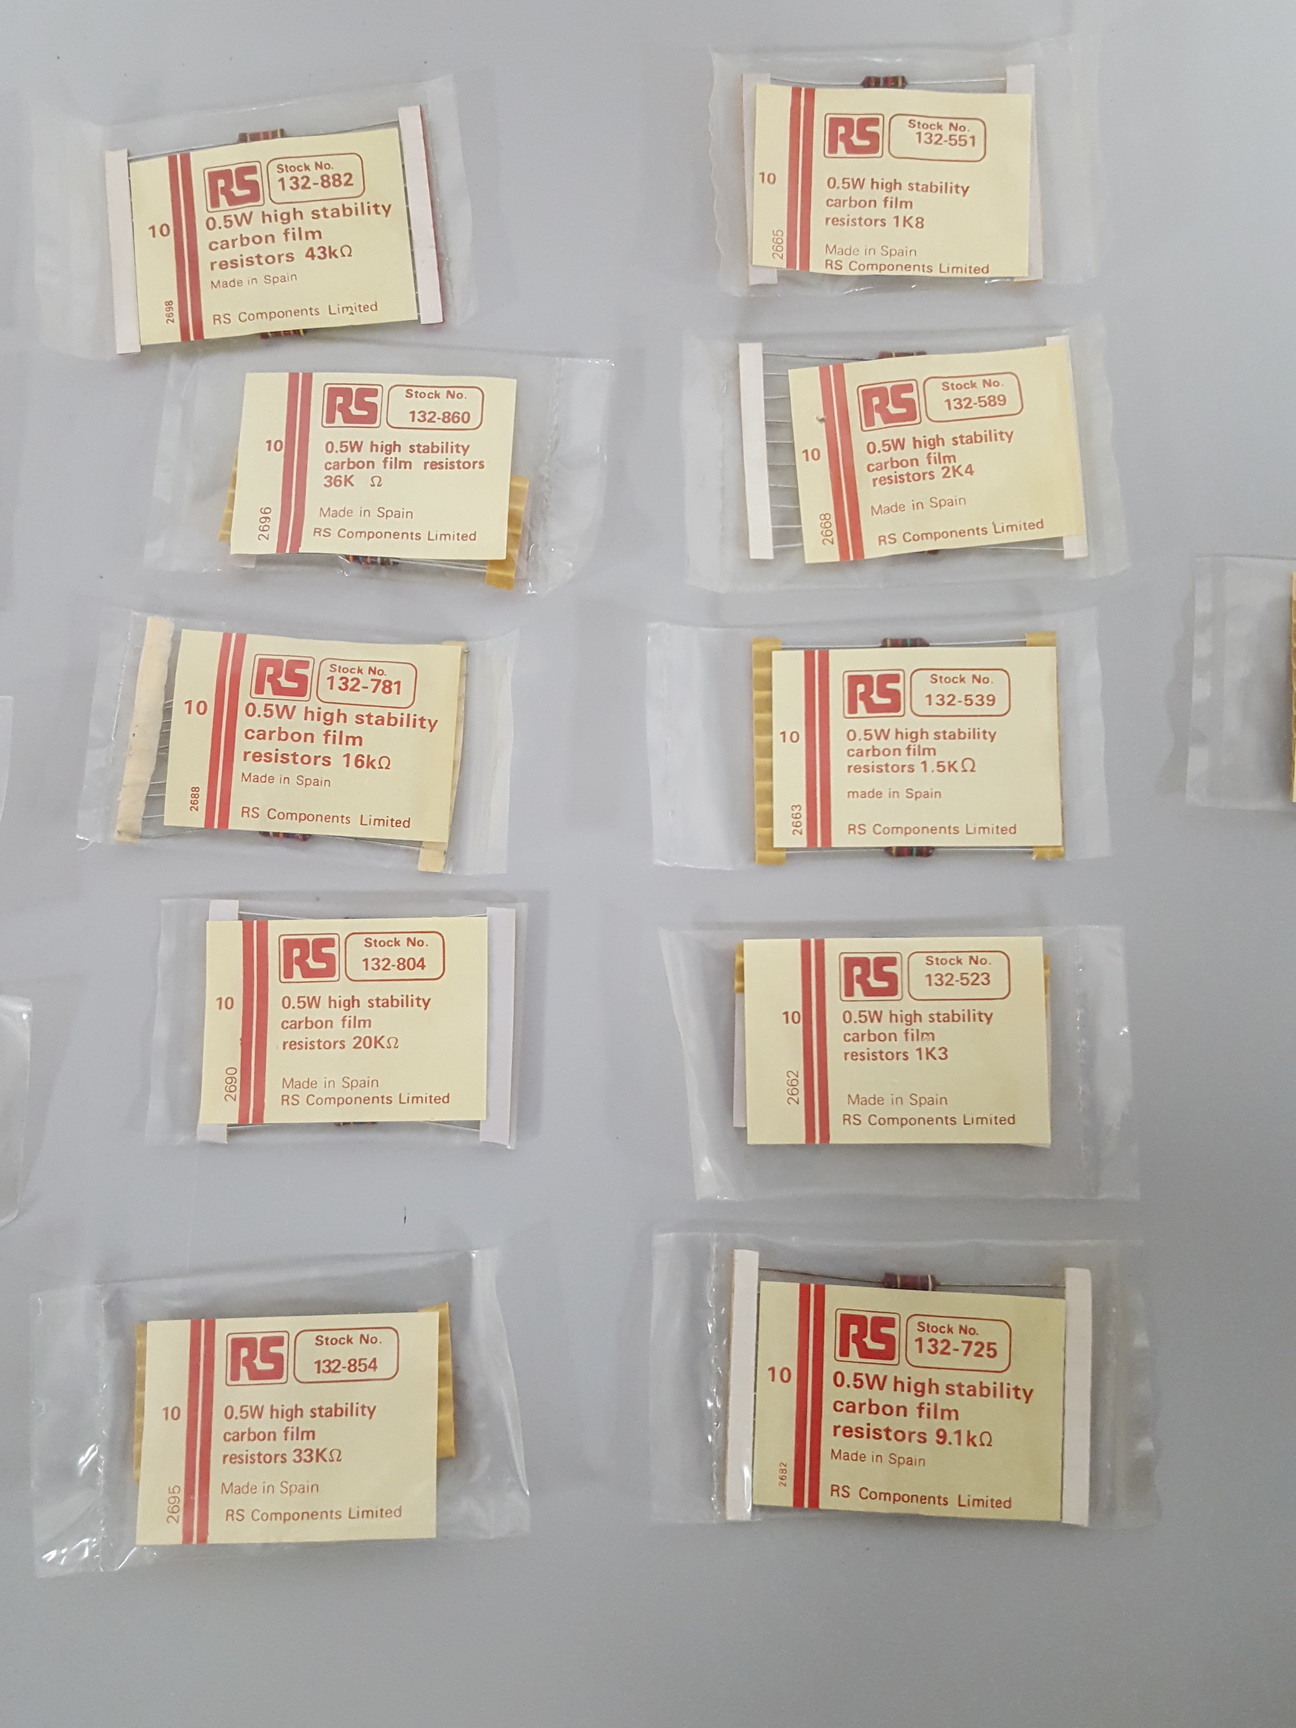 10
2698
RS
Stock No.
132-882
0.5W high stability
carbon film
resistors 43kΩ
Made in Spain
RS Components Limited
10
2665
RS
Stock No.
132-551
0.5W high stability
carbon film
resistors 1K8
Made in Spain
RS Components Limited
10
2696
RS
Stock No.
132-860
0.5W high stability
carbon film resistors
36K Ω
Made in Spain
RS Components Limited
10
2668
RS
Stock No.
132-589
0.5W high stability
carbon film
resistors 2K4
Made in Spain
RS Components Limited
10
2688
RS
Stock No.
132-781
0.5W high stability
carbon film
resistors 16kΩ
Made in Spain
RS Components Limited
10
2663
RS
Stock No.
132-539
0.5W high stability
carbon film
resistors 1.5KΩ
made in Spain
RS Components Limited
10
2690
RS
Stock No.
132-804
0.5W high stability
carbon film
resistors 20KΩ
Made in Spain
RS Components Limited
10
2662
RS
Stock No.
132-523
0.5W high stability
carbon film
resistors 1K3
Made in Spain
RS Components Limited
10
2695
RS
Stock No.
132-854
0.5W high stability
carbon film
resistors 33KΩ
Made in Spain
RS Components Limited
10
2682
RS
Stock No.
132-725
0.5W high stability
carbon film
resistors 9.1kΩ
Made in Spain
RS Components Limited